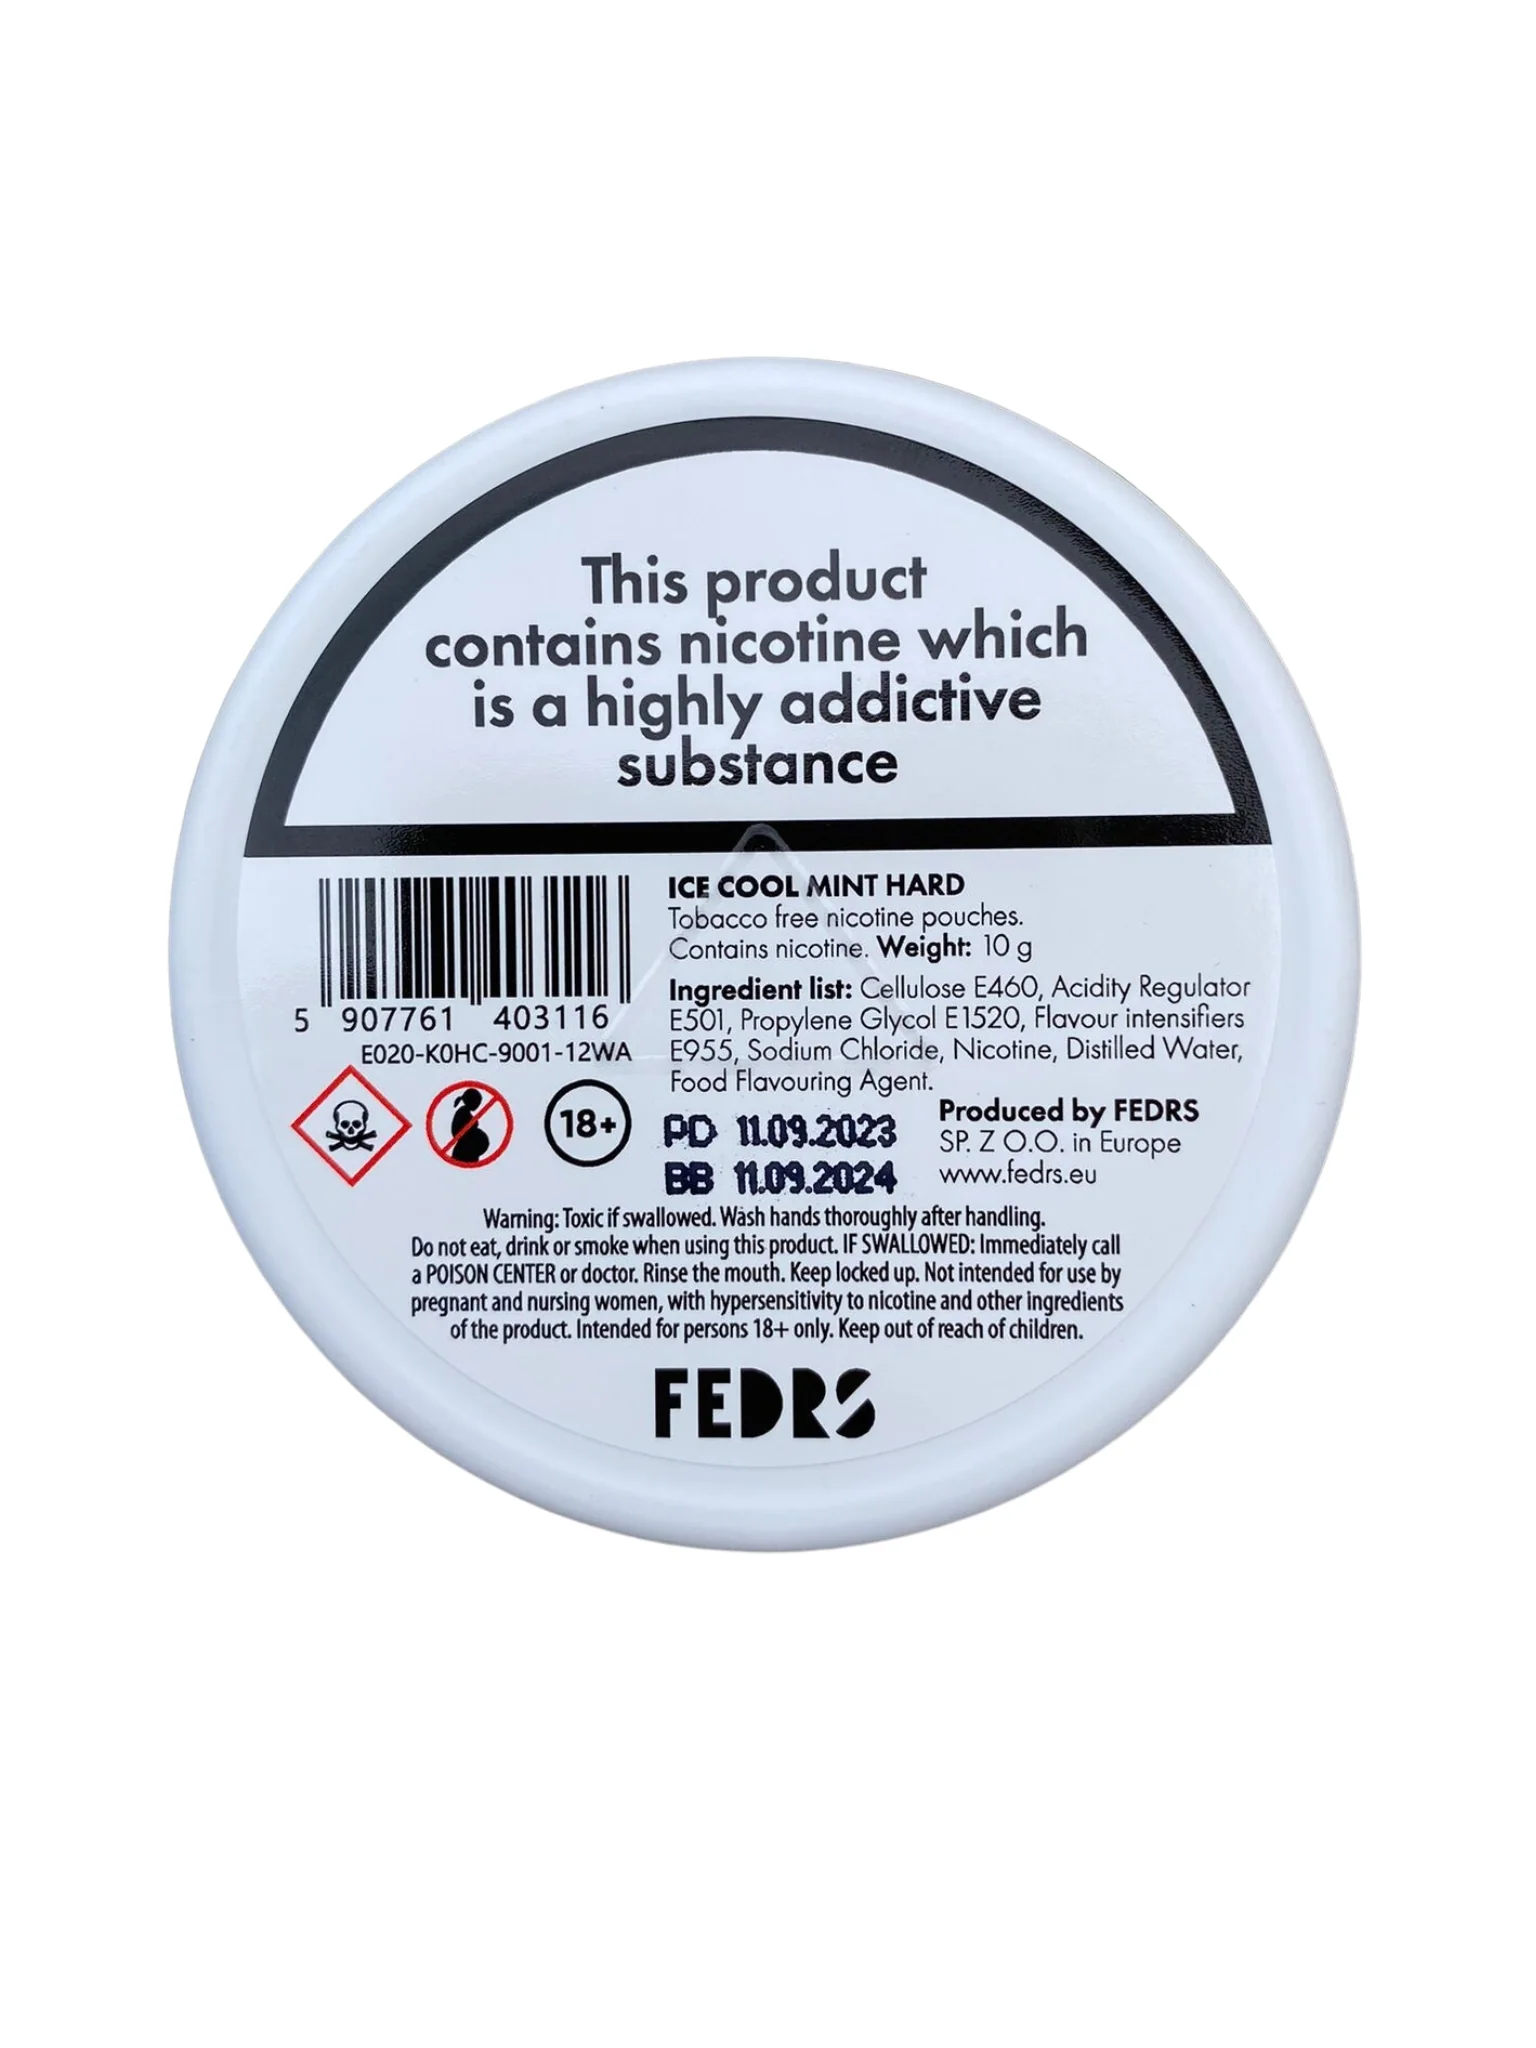 This product
contains nicotine which
is a highly addictive
substance
5 907761 403116
E020-K0HC-9001-12WA
18+
ICE COOL MINT HARD
Tobacco free nicotine pouches.
Contains nicotine. Weight: 10 g
Ingredient list: Cellulose E460, Acidity Regulator
E501, Propylene Glycol E1520, Flavour intensifiers
E955, Sodium Chloride, Nicotine, Distilled Water,
Food Flavouring Agent.
PD 11.09.2023
BB 11.09.2024
Produced by FEDRS
SP. Z O.O. in Europe
www.fedrs.eu
Warning: Toxic if swallowed. Wash hands thoroughly after handling.
Do not eat, drink or smoke when using this product. IF SWALLOWED: Immediately call
a POISON CENTER or doctor. Rinse the mouth. Keep locked up. Not intended for use by
pregnant and nursing women, with hypersensitivity to nicotine and other ingredients
of the product. Intended for persons 18+ only. Keep out of reach of children.
FEDRS